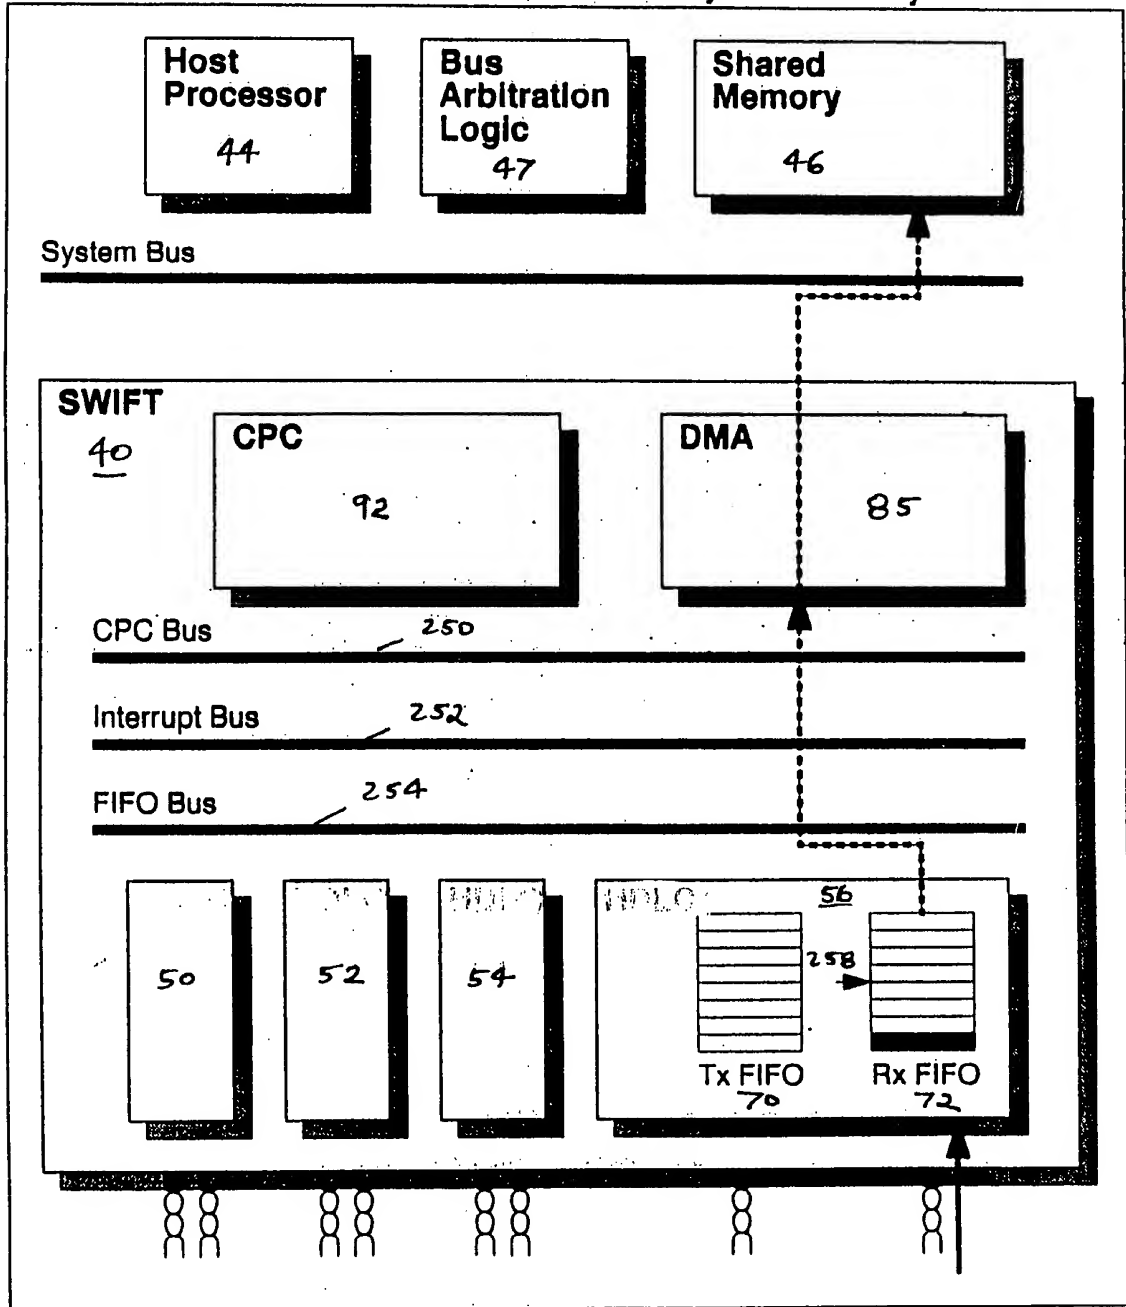 Host
Processor
44
Bus
Arbitration
Logic
47
Shared
Memory
46
System Bus
SWIFT
40
CPC
92
DMA
85
CPC Bus
250
Interrupt Bus
252
FIFO Bus
254
50
52
HDLC
54
HDLC
56
258
Tx FIFO
70
Rx FIFO
72